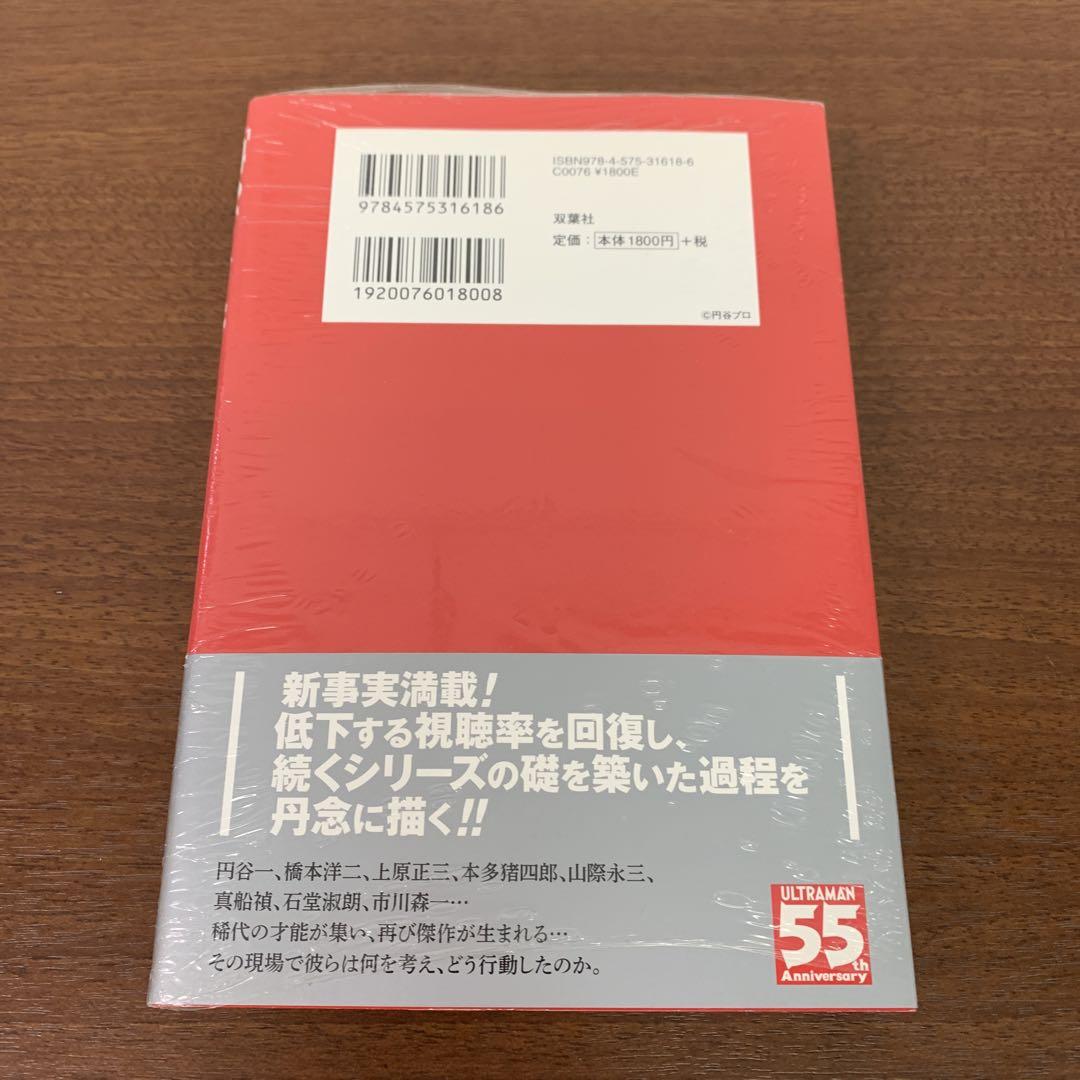 ISBN978-4-575-31618-6
C0076 ¥1800E
9784575316186
双葉社
定価：本体1800円＋税
1920076018008
©円谷プロ
新事実満載！
低下する視聴率を回復し、
続くシリーズの礎を築いた過程を
丹念に描く!!
円谷一、橋本洋二、上原正三、本多猪四郎、山際永三、
真船禎、石堂淑朗、市川森一…
稀代の才能が集い、再び傑作が生まれる…
その現場で彼らは何を考え、どう行動したのか。
ULTRAMAN
55th
Anniversary